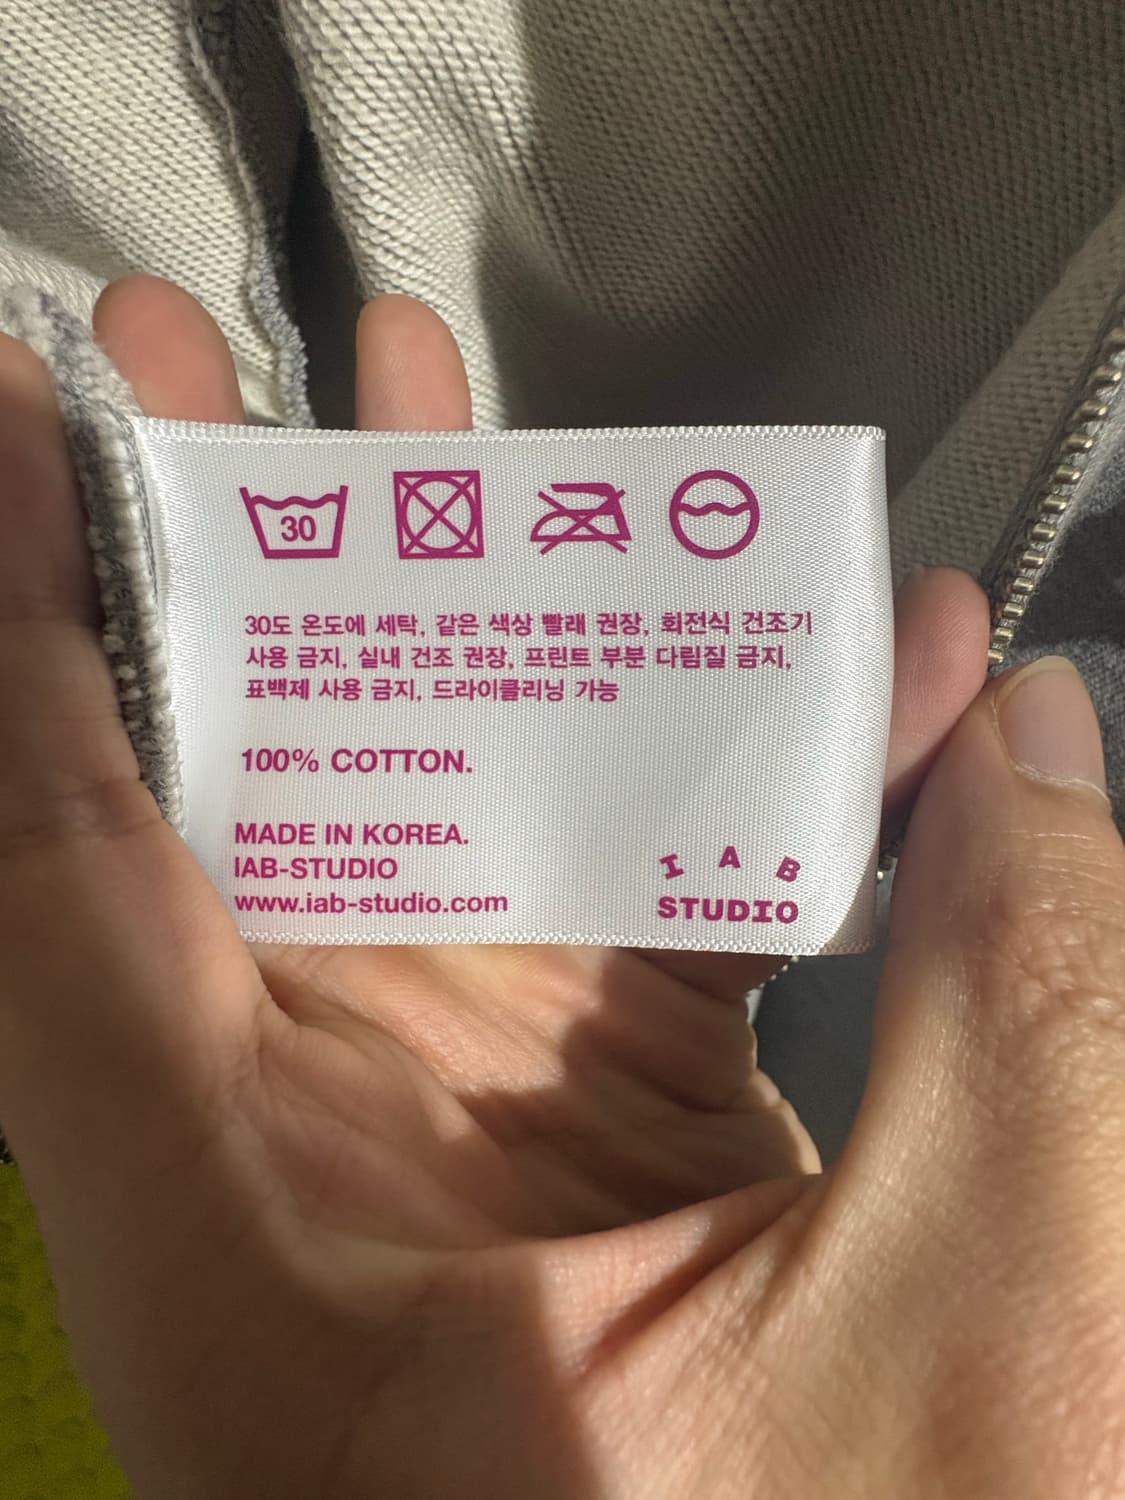 30
30도 온도에 세탁, 같은 색상 빨래 권장, 회전식 건조기
사용 금지, 실내 건조 권장, 프린트 부분 다림질 금지,
표백제 사용 금지, 드라이클리닝 가능
100% COTTON.
MADE IN KOREA.
IAB-STUDIO
www.iab-studio.com
I A B
STUDIO